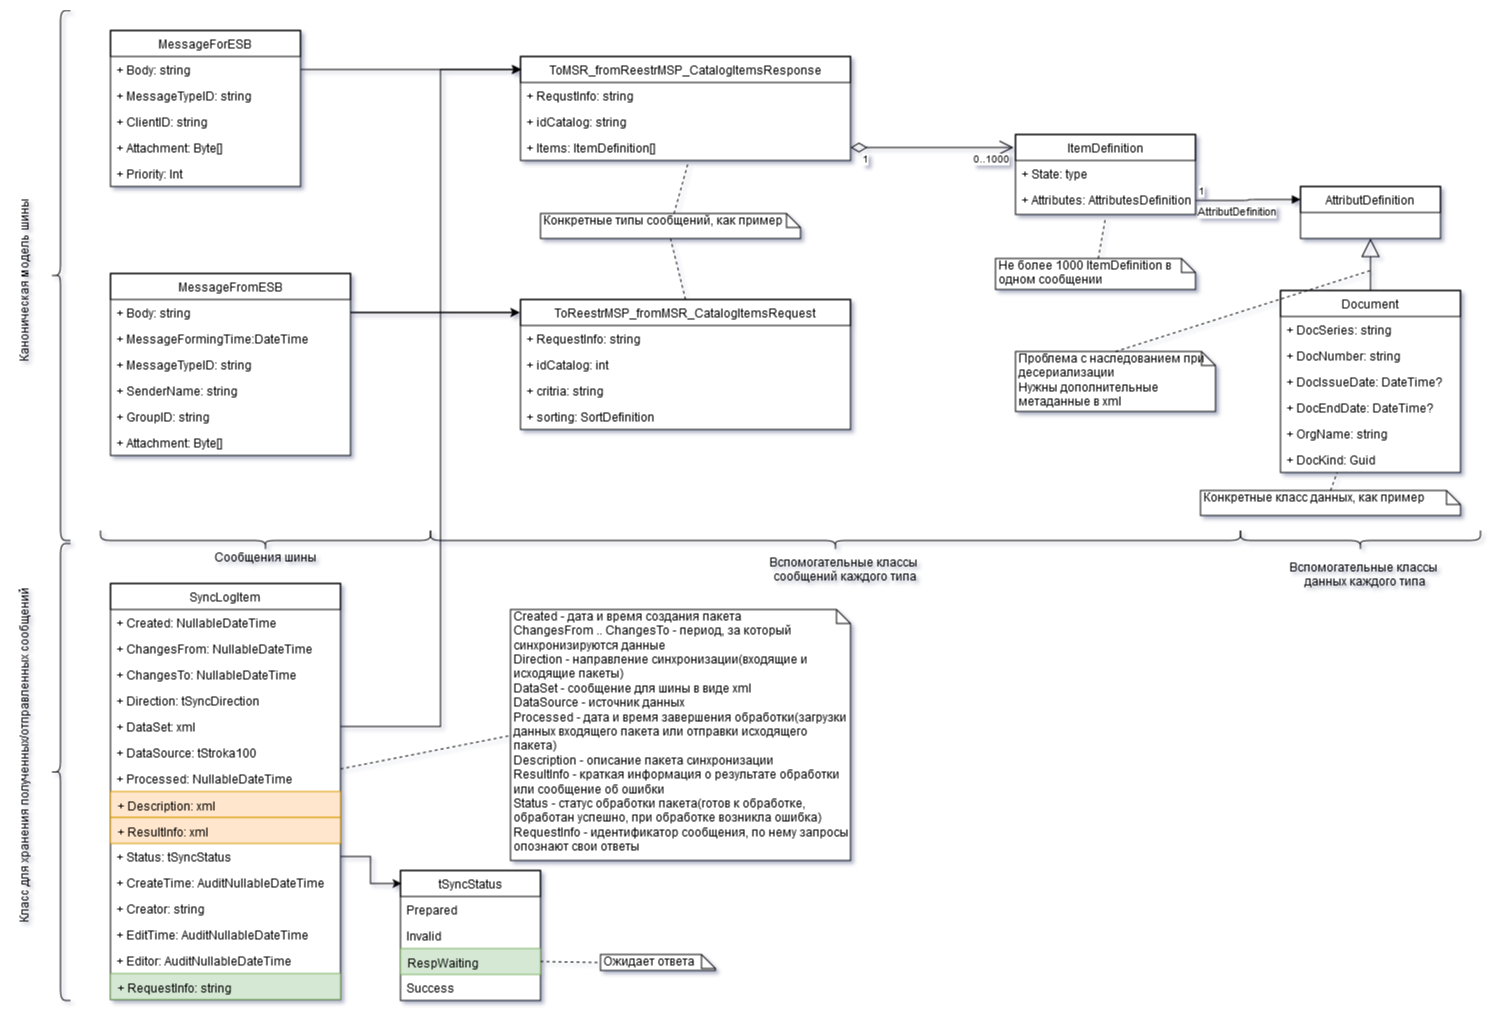 Каноническая модель шины
MessageForESB
+ Body: string
+ MessageTypeID: string
+ ClientID: string
+ Attachment: Byte[]
+ Priority: Int
ToMSR_fromReestrMSP_CatalogItemsResponse
+ RequstInfo: string
+ idCatalog: string
+ Items: ItemDefinition[]
1
0..1000
ItemDefinition
+ State: type
+ Attributes: AttributesDefinition
1
AttributDefinition
AttributDefinition
Конкретные типы сообщений, как пример
Не более 1000 ItemDefinition в
одном сообщении
MessageFromESB
+ Body: string
+ MessageFormingTime:DateTime
+ MessageTypeID: string
+ SenderName: string
+ GroupID: string
+ Attachment: Byte[]
ToReestrMSP_fromMSR_CatalogItemsRequest
+ RequestInfo: string
+ idCatalog: int
+ critria: string
+ sorting: SortDefinition
Проблема с наследованием при
десериализации
Нужны дополнительные
метаданные в xml
Document
+ DocSeries: string
+ DocNumber: string
+ DocIssueDate: DateTime?
+ DocEndDate: DateTime?
+ OrgName: string
+ DocKind: Guid
Конкретные класс данных, как пример
Сообщения шины
Вспомогательные классы
сообщений каждого типа
Вспомогательные классы
данных каждого типа
Класс для хранения полученных/отправленных сообщений
SyncLogItem
+ Created: NullableDateTime
+ ChangesFrom: NullableDateTime
+ ChangesTo: NullableDateTime
+ Direction: tSyncDirection
+ DataSet: xml
+ DataSource: tStroka100
+ Processed: NullableDateTime
+ Description: xml
+ ResultInfo: xml
+ Status: tSyncStatus
+ CreateTime: AuditNullableDateTime
+ Creator: string
+ EditTime: AuditNullableDateTime
+ Editor: AuditNullableDateTime
+ RequestInfo: string
Created - дата и время создания пакета
ChangesFrom .. ChangesTo - период, за который
синхронизируются данные
Direction - направление синхронизации(входящие и
исходящие пакеты)
DataSet - сообщение для шины в виде xml
DataSource - источник данных
Processed - дата и время завершения обработки(загрузки
данных входящего пакета или отправки исходящего
пакета)
Description - описание пакета синхронизации
ResultInfo - краткая информация о результате обработки
или сообщение об ошибки
Status - статус обработки пакета(готов к обработке,
обработан успешно, при обработке возникла ошибка)
RequestInfo - идентификатор сообщения, по нему запросы
опознают свои ответы
tSyncStatus
Prepared
Invalid
RespWaiting
Success
Ожидает ответа